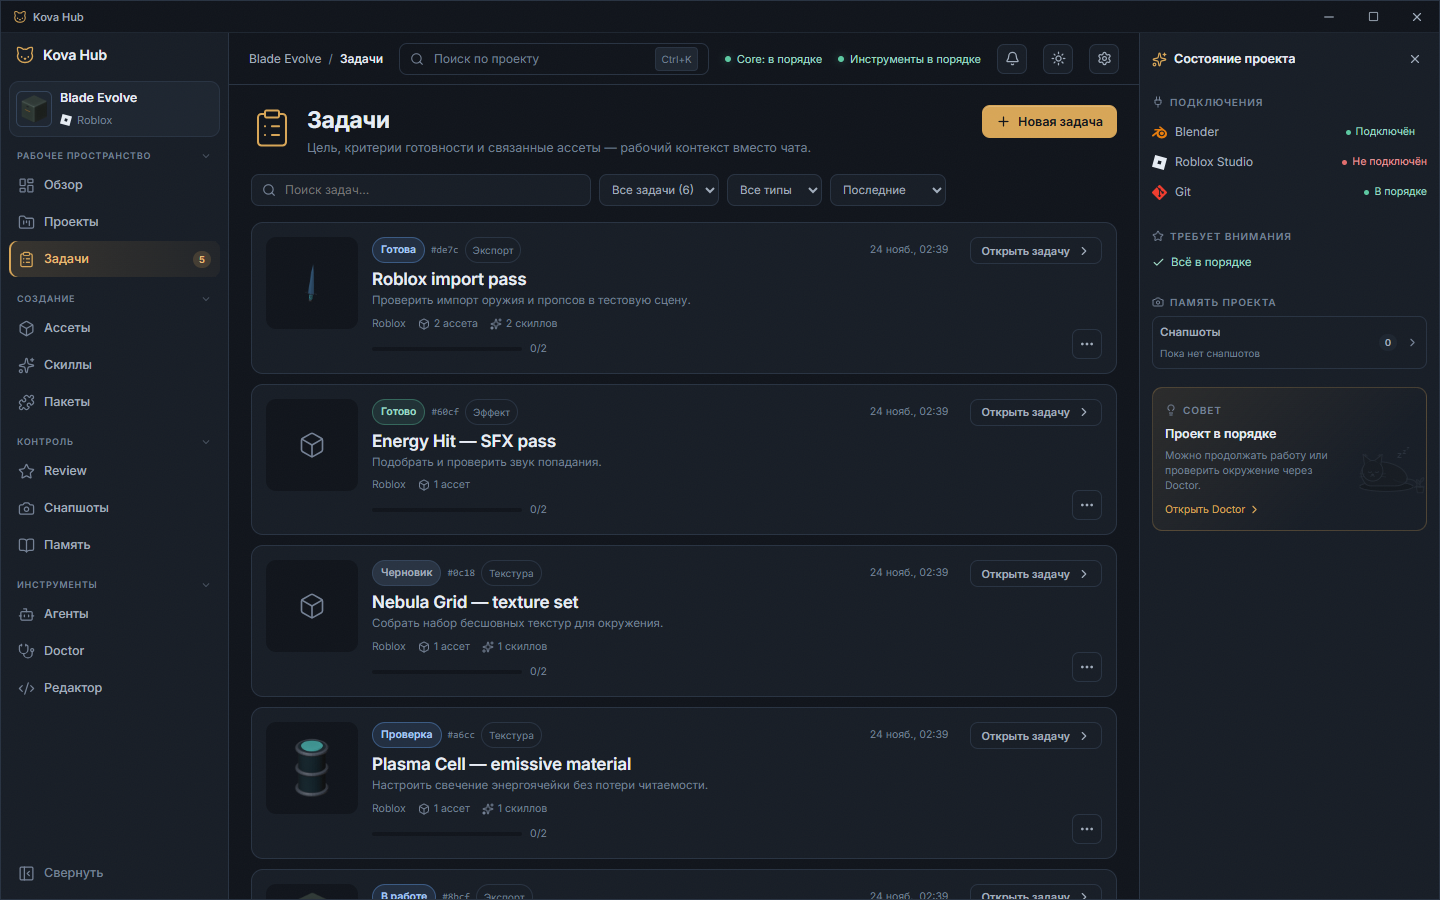 Kova Hub
Kova Hub
Blade Evolve
Roblox
РАБОЧЕЕ ПРОСТРАНСТВО
Обзор
Проекты
Задачи
5
СОЗДАНИЕ
Ассеты
Скиллы
Пакеты
КОНТРОЛЬ
Review
Снапшоты
Память
ИНСТРУМЕНТЫ
Агенты
Doctor
Редактор
Свернуть
Blade Evolve / Задачи
Поиск по проекту Ctrl+K
Core: в порядке
Инструменты в порядке
Задачи
Цель, критерии готовности и связанные ассеты — рабочий контекст вместо чата.
Новая задача
Поиск задач...
Все задачи (6)
Все типы
Последние
Готова #de7c Экспорт
24 нояб., 02:39
Открыть задачу
Roblox import pass
Проверить импорт оружия и пропсов в тестовую сцену.
Roblox 2 ассета 2 скиллов
0/2
Готово #60cf Эффект
24 нояб., 02:39
Открыть задачу
Energy Hit — SFX pass
Подобрать и проверить звук попадания.
Roblox 1 ассет
0/2
Черновик #0c18 Текстура
24 нояб., 02:39
Открыть задачу
Nebula Grid — texture set
Собрать набор бесшовных текстур для окружения.
Roblox 1 ассет 1 скиллов
0/2
Проверка #a6cc Текстура
24 нояб., 02:39
Открыть задачу
Plasma Cell — emissive material
Настроить свечение энергоячейки без потери читаемости.
Roblox 1 ассет 1 скиллов
0/2
В работе #8bcf Экспорт
24 нояб., 02:39
Открыть задачу
Состояние проекта
ПОДКЛЮЧЕНИЯ
Blender Подключён
Roblox Studio Не подключён
Git В порядке
ТРЕБУЕТ ВНИМАНИЯ
Всё в порядке
ПАМЯТЬ ПРОЕКТА
Снапшоты
Пока нет снапшотов
0
СОВЕТ
Проект в порядке
Можно продолжать работу или
проверить окружение через
Doctor.
Открыть Doctor